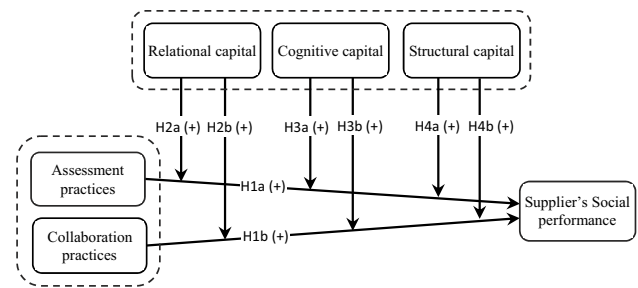 Relational capital
Cognitive capital
Structural capital
H2a (+)
H2b (+)
H3a (+)
H3b (+)
H4a (+)
H4b (+)
Assessment
practices
H1a (+)
Supplier's Social
performance
Collaboration
practices
H1b (+)